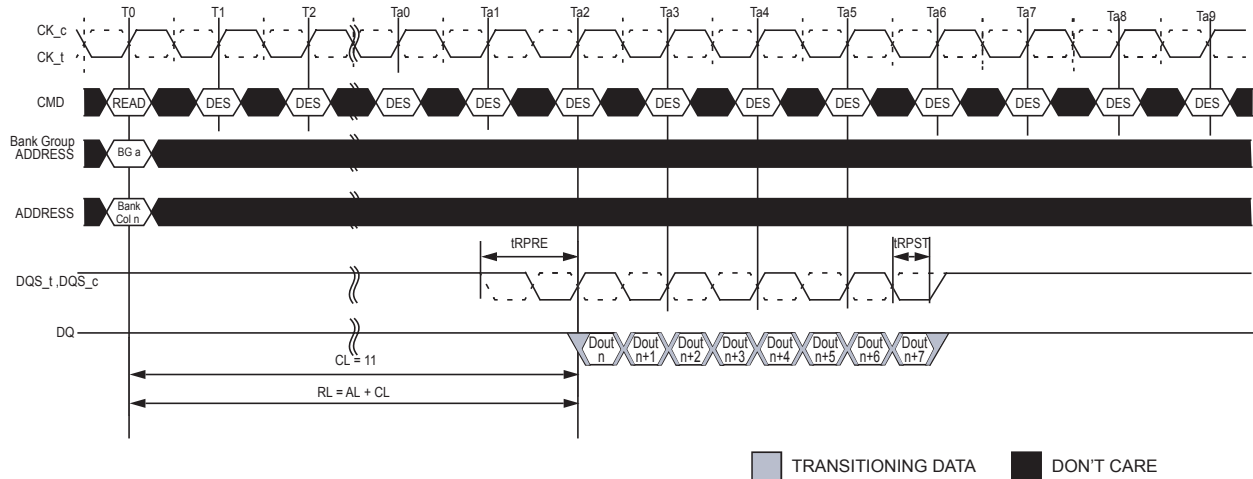 T0 T1 T2 Ta0 Ta1 Ta2 Ta3 Ta4 Ta5 Ta6 Ta7 Ta8 Ta9
CK_c
CK_t
CMD READ DES DES DES DES DES DES DES DES DES DES DES DES
Bank Group
ADDRESS
BG a
ADDRESS
Bank
Col n
tRPRE
tRPST
DQS_t ,DQS_c
DQ
Dout
n
Dout
n+1
Dout
n+2
Dout
n+3
Dout
n+4
Dout
n+5
Dout
n+6
Dout
n+7
CL = 11
RL = AL + CL
TRANSITIONING DATA
DON'T CARE